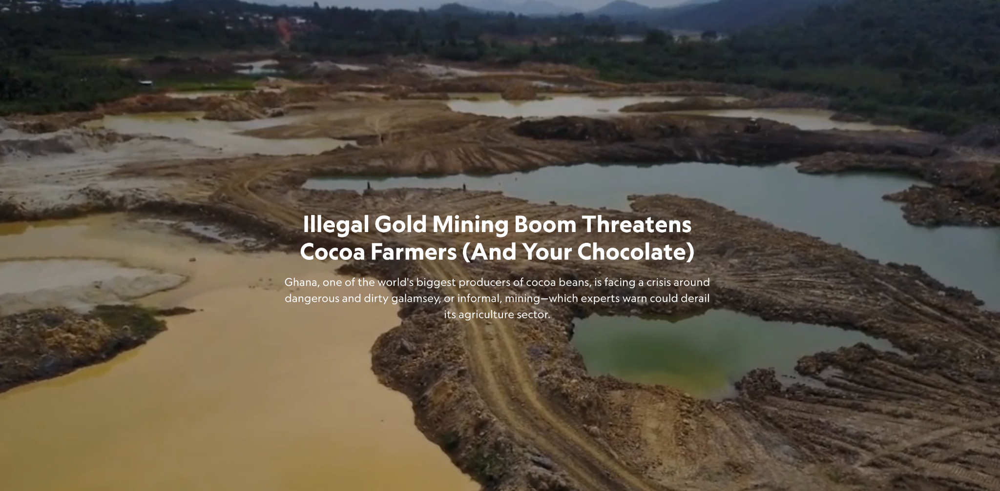 Illegal Gold Mining Boom Threatens
Cocoa Farmers (And Your Chocolate)
Ghana, one of the world's biggest producers of cocoa beans, is facing a crisis around
dangerous and dirty galamsey, or informal, mining—which experts warn could derail
its agriculture sector.